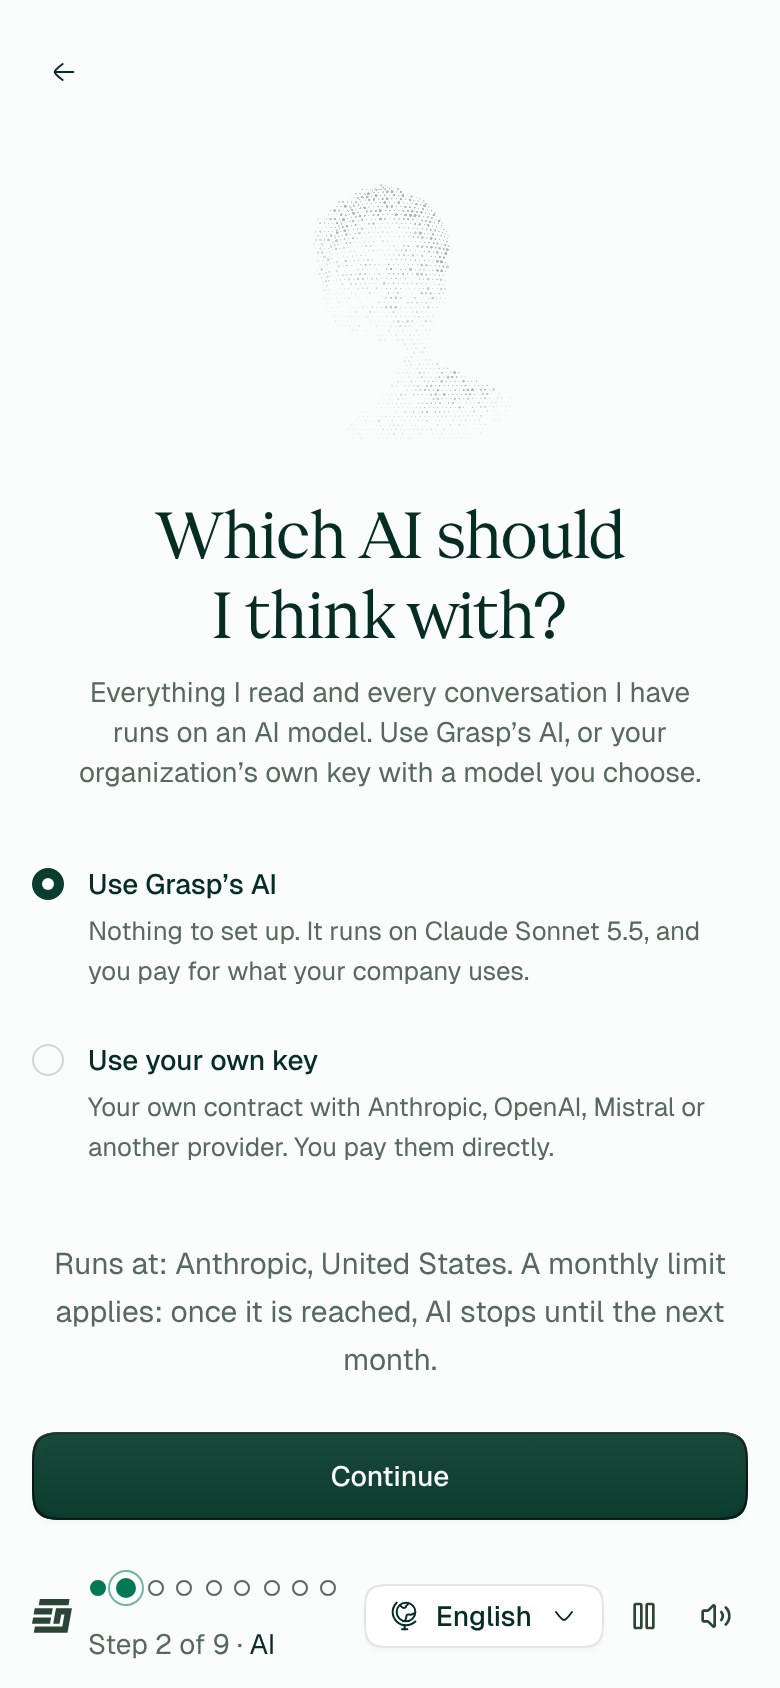 Which AI should
I think with?
Everything I read and every conversation I have
runs on an AI model. Use Grasp’s AI, or your
organization’s own key with a model you choose.
Use Grasp’s AI
Nothing to set up. It runs on Claude Sonnet 5.5, and
you pay for what your company uses.
Use your own key
Your own contract with Anthropic, OpenAI, Mistral or
another provider. You pay them directly.
Runs at: Anthropic, United States. A monthly limit
applies: once it is reached, AI stops until the next
month.
Continue
Step 2 of 9 · AI
English